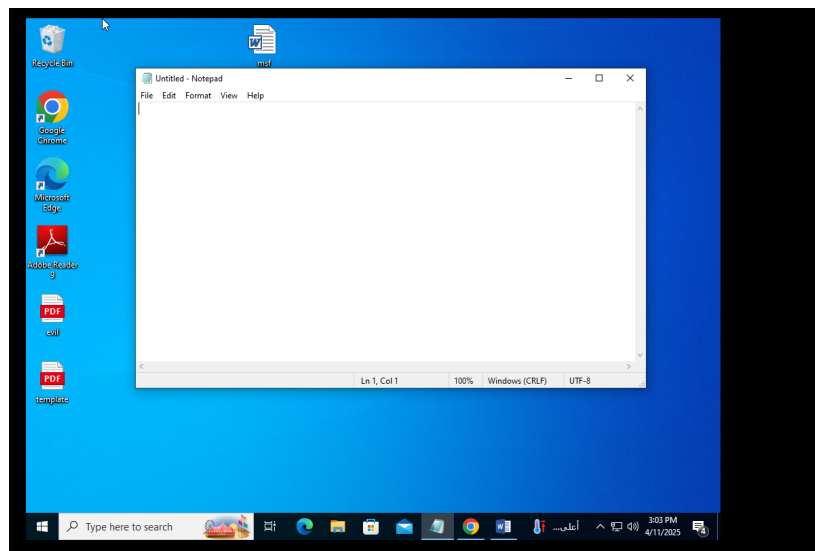 Recycle Bin
msf
Google
Chrome
Microsoft
Edge
Adobe Reader
9
PDF
evil
PDF
template
Untitled - Notepad
File Edit Format View Help
Ln 1, Col 1 100% Windows (CRLF) UTF-8
Type here to search
أعلى...
3:03 PM
4/11/2025
4